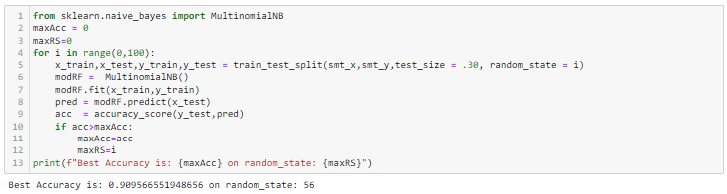 1 from sklearn.naive_bayes import MultinomialNB
2 maxAcc = 0
3 maxRS=0
4 for i in range(0,100):
5     x_train,x_test,y_train,y_test = train_test_split(smt_x,smt_y,test_size = .30, random_state = i)
6     modRF =  MultinomialNB()
7     modRF.fit(x_train,y_train)
8     pred = modRF.predict(x_test)
9     acc  = accuracy_score(y_test,pred)
10     if acc>maxAcc:
11         maxAcc=acc
12         maxRS=i
13 print(f"Best Accuracy is: {maxAcc} on random_state: {maxRS}")
Best Accuracy is: 0.909566551948656 on random_state: 56